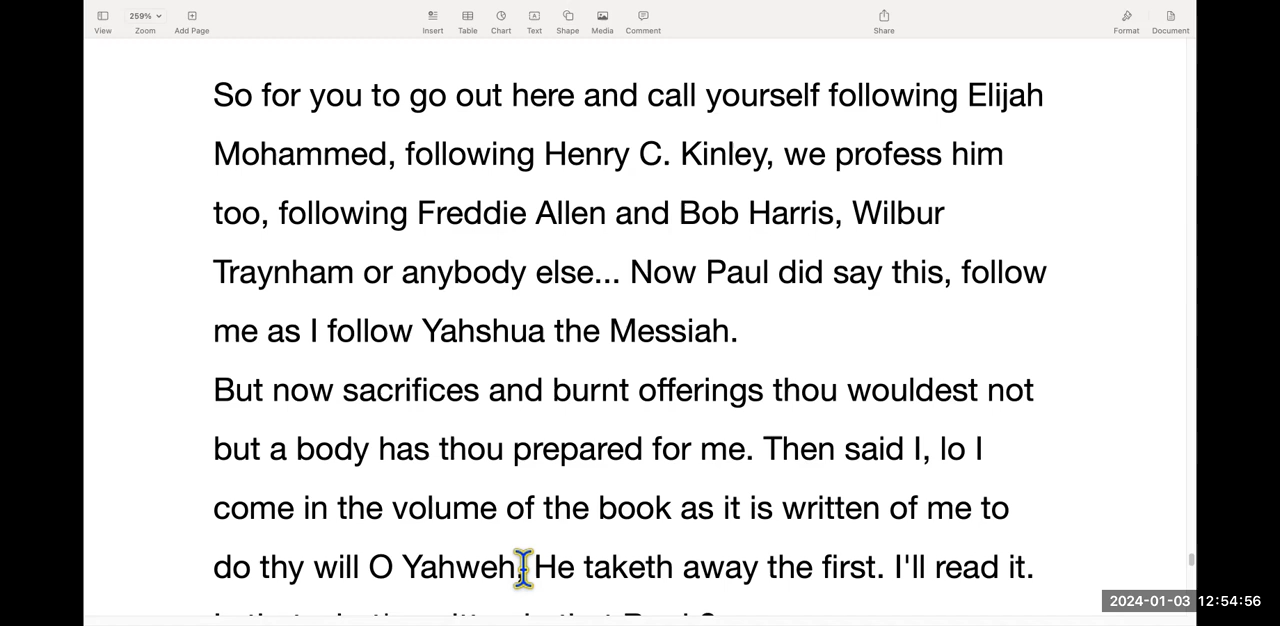 259%
View
Zoom
Add Page
Insert
Table
Chart
Text
Shape
Media
Comment
Share
Format
Document
So for you to go out here and call yourself following Elijah
Mohammed, following Henry C. Kinley, we profess him
too, following Freddie Allen and Bob Harris, Wilbur
Traynham or anybody else... Now Paul did say this, follow
me as I follow Yahshua the Messiah.
But now sacrifices and burnt offerings thou wouldest not
but a body has thou prepared for me. Then said I, lo I
come in the volume of the book as it is written of me to
do thy will O Yahweh, He taketh away the first. I'll read it.
2024-01-03 12:54:56